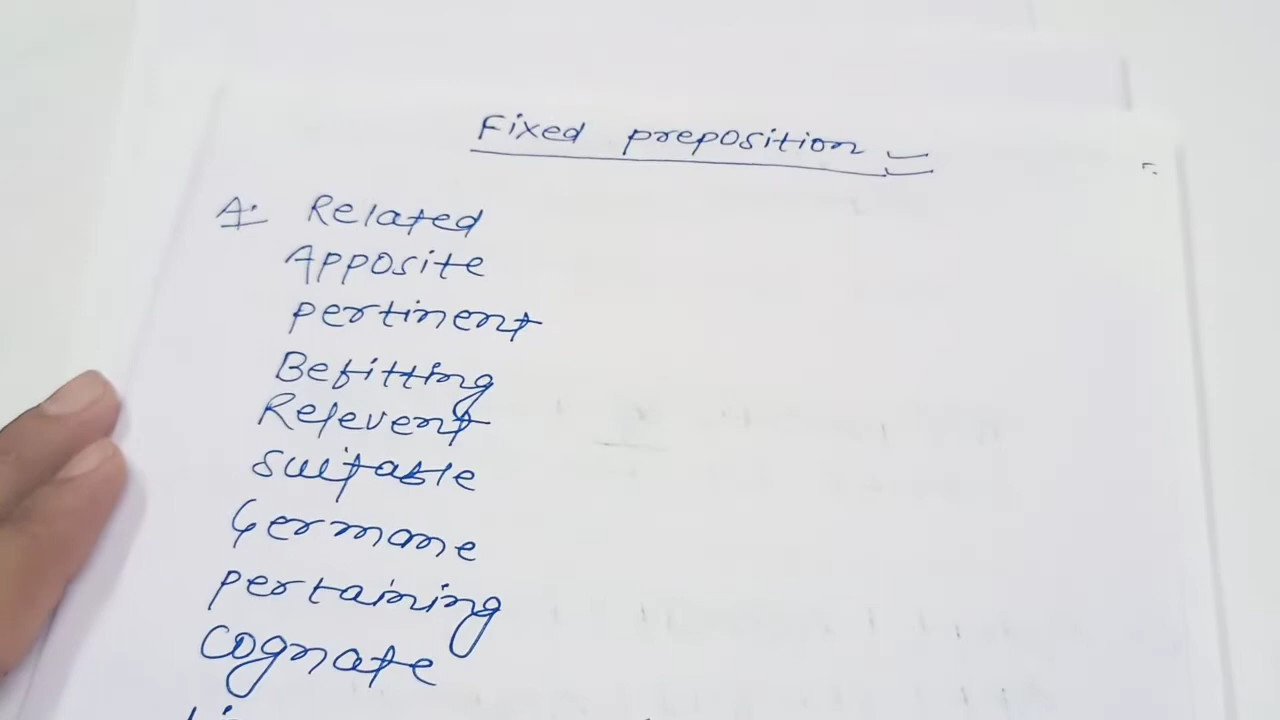 Fixed preposition
A. Related
Apposite
pertinent
Befitting
Relevent
suitable
Germane
pertaining
cognate